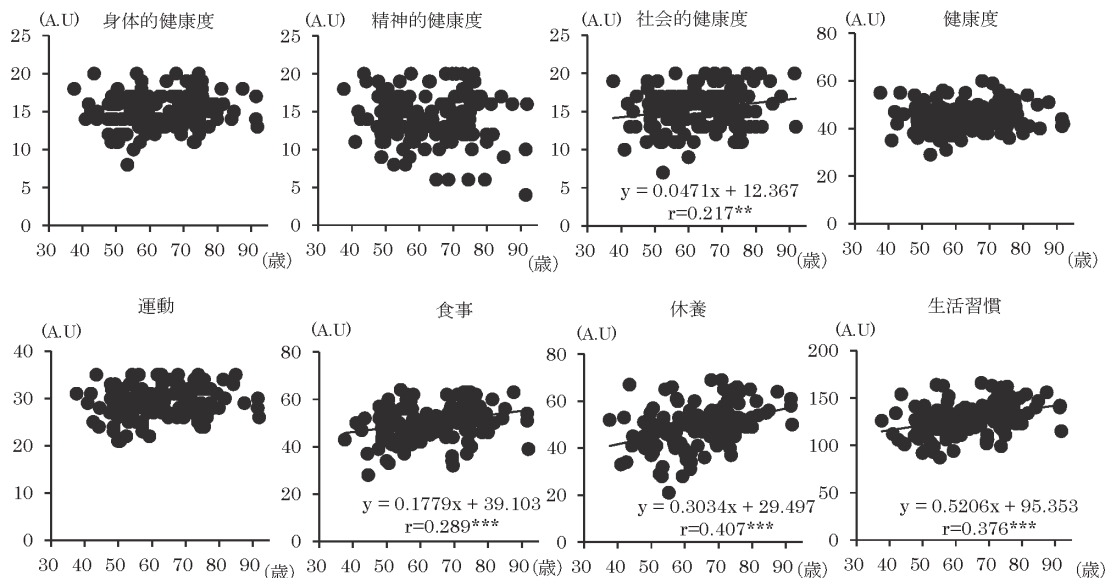 (A.U) 身体的健康度
25
20
15
10
5
0
30 40 50 60 70 80 90 (歳)
(A.U) 精神的健康度
25
20
15
10
5
0
30 40 50 60 70 80 90 (歳)
(A.U) 社会的健康度
25
20
15
10
5
0
y = 0.0471x + 12.367
r=0.217**
30 40 50 60 70 80 90 (歳)
(A.U) 健康度
80
60
40
20
0
30 40 50 60 70 80 90 (歳)
運動
(A.U)
40
30
20
10
0
30 40 50 60 70 80 90 (歳)
食事
(A.U)
80
60
40
20
0
y = 0.1779x + 39.103
r=0.289***
30 40 50 60 70 80 90 (歳)
休養
(A.U)
80
60
40
20
0
y = 0.3034x + 29.497
r=0.407***
30 40 50 60 70 80 90 (歳)
生活習慣
(A.U)
200
150
100
50
0
y = 0.5206x + 95.353
r=0.376***
30 40 50 60 70 80 90 (歳)